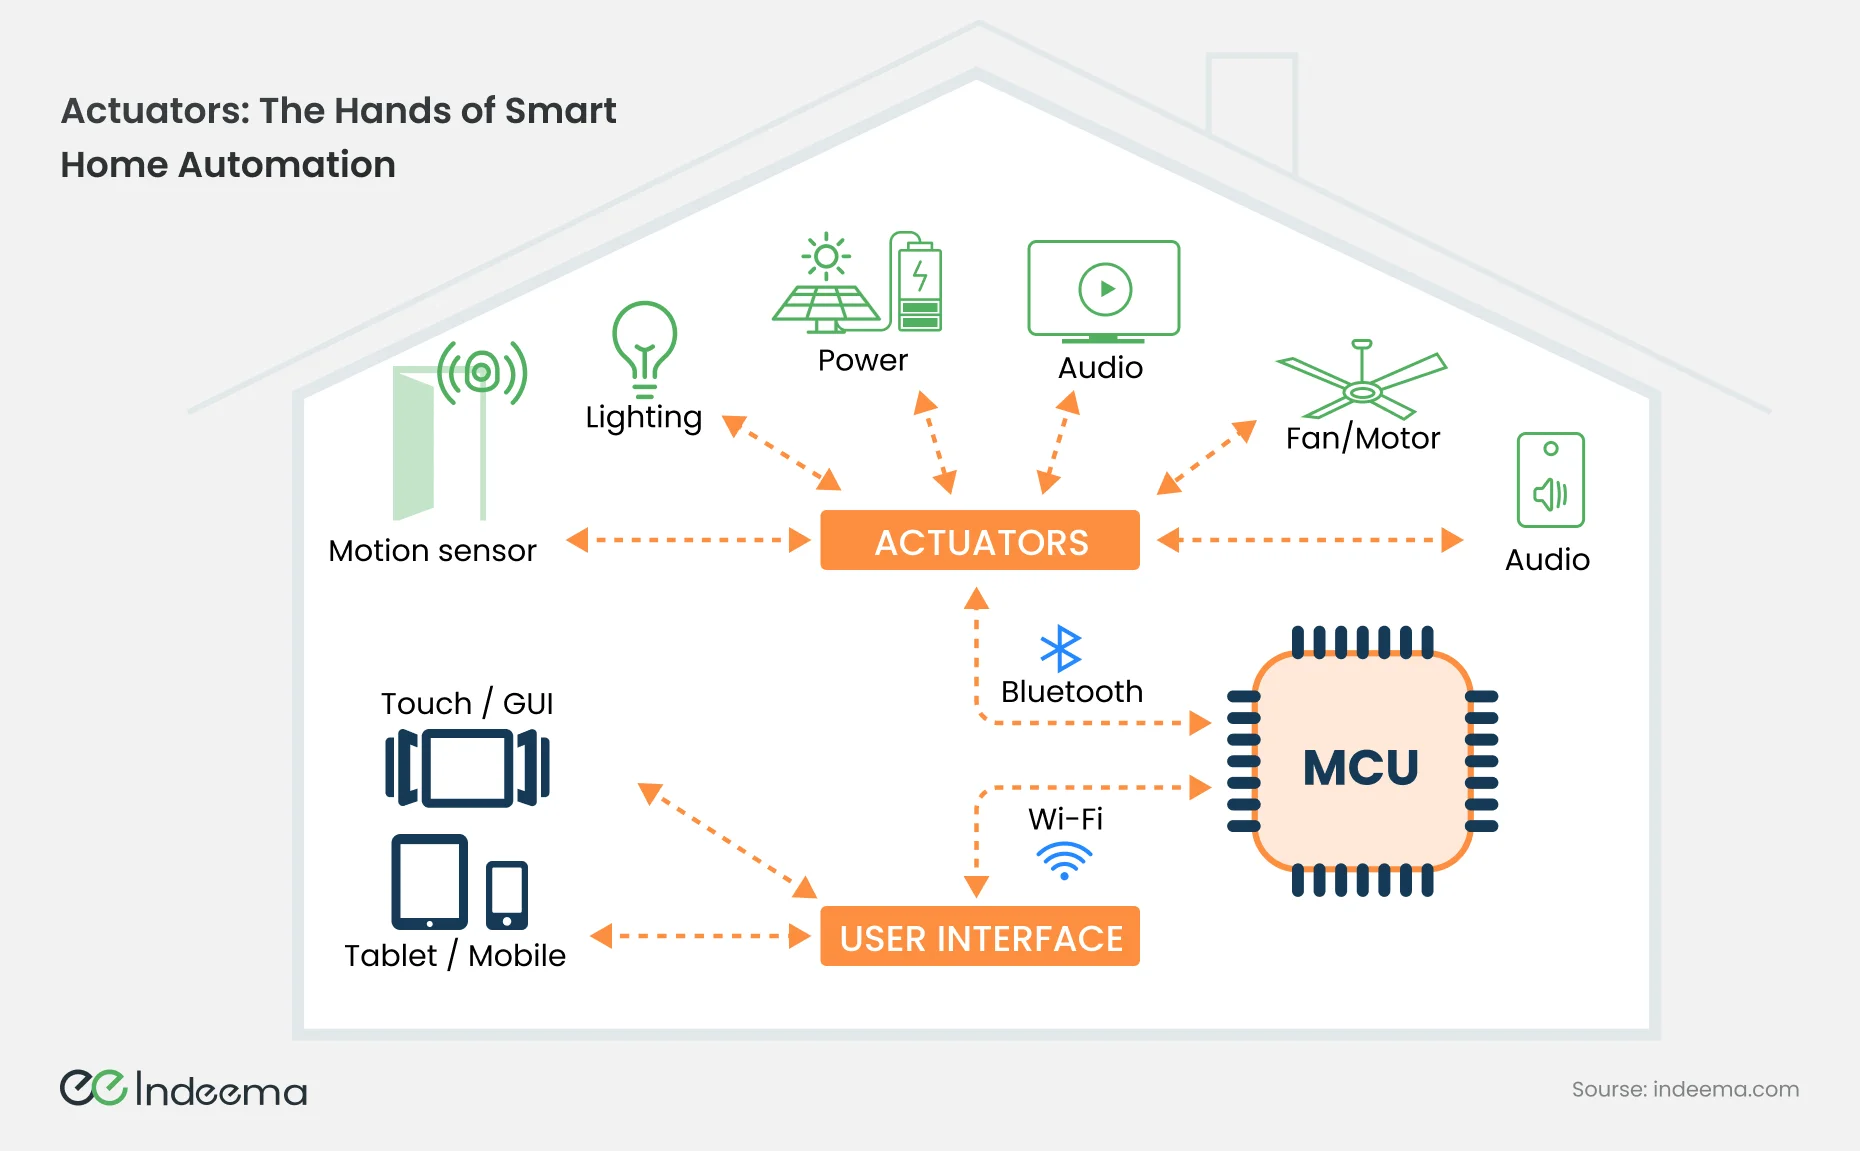 Actuators: The Hands of Smart
Home Automation
Power
Audio
Lighting
Fan/Motor
Motion sensor
ACTUATORS
Audio
Bluetooth
Touch / GUI
MCU
Wi-Fi
USER INTERFACE
Tablet / Mobile
Indeema
Sourse: indeema.com